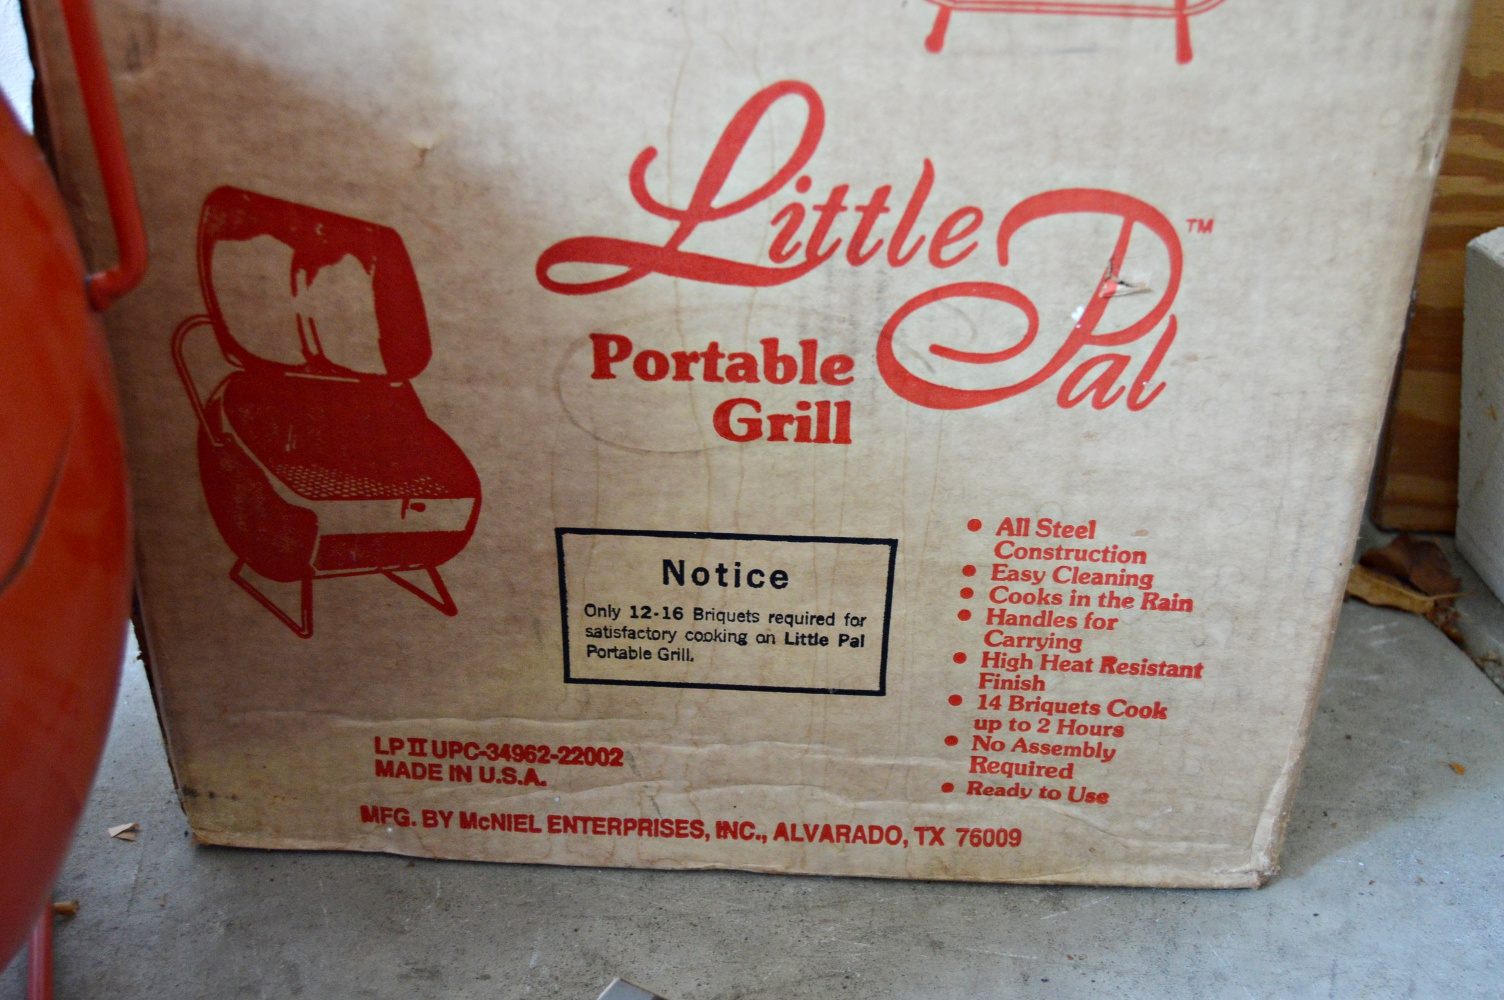 Little Pal™
Portable
Grill
Notice
Only 12-16 Briquets required for
satisfactory cooking on Little Pal
Portable Grill.
• All Steel
Construction
• Easy Cleaning
• Cooks in the Rain
• Handles for
Carrying
• High Heat Resistant
Finish
• 14 Briquets Cook
up to 2 Hours
• No Assembly
Required
• Ready to Use
LP II UPC-34962-22002
MADE IN U.S.A.
MFG. BY McNIEL ENTERPRISES, INC., ALVARADO, TX 76009